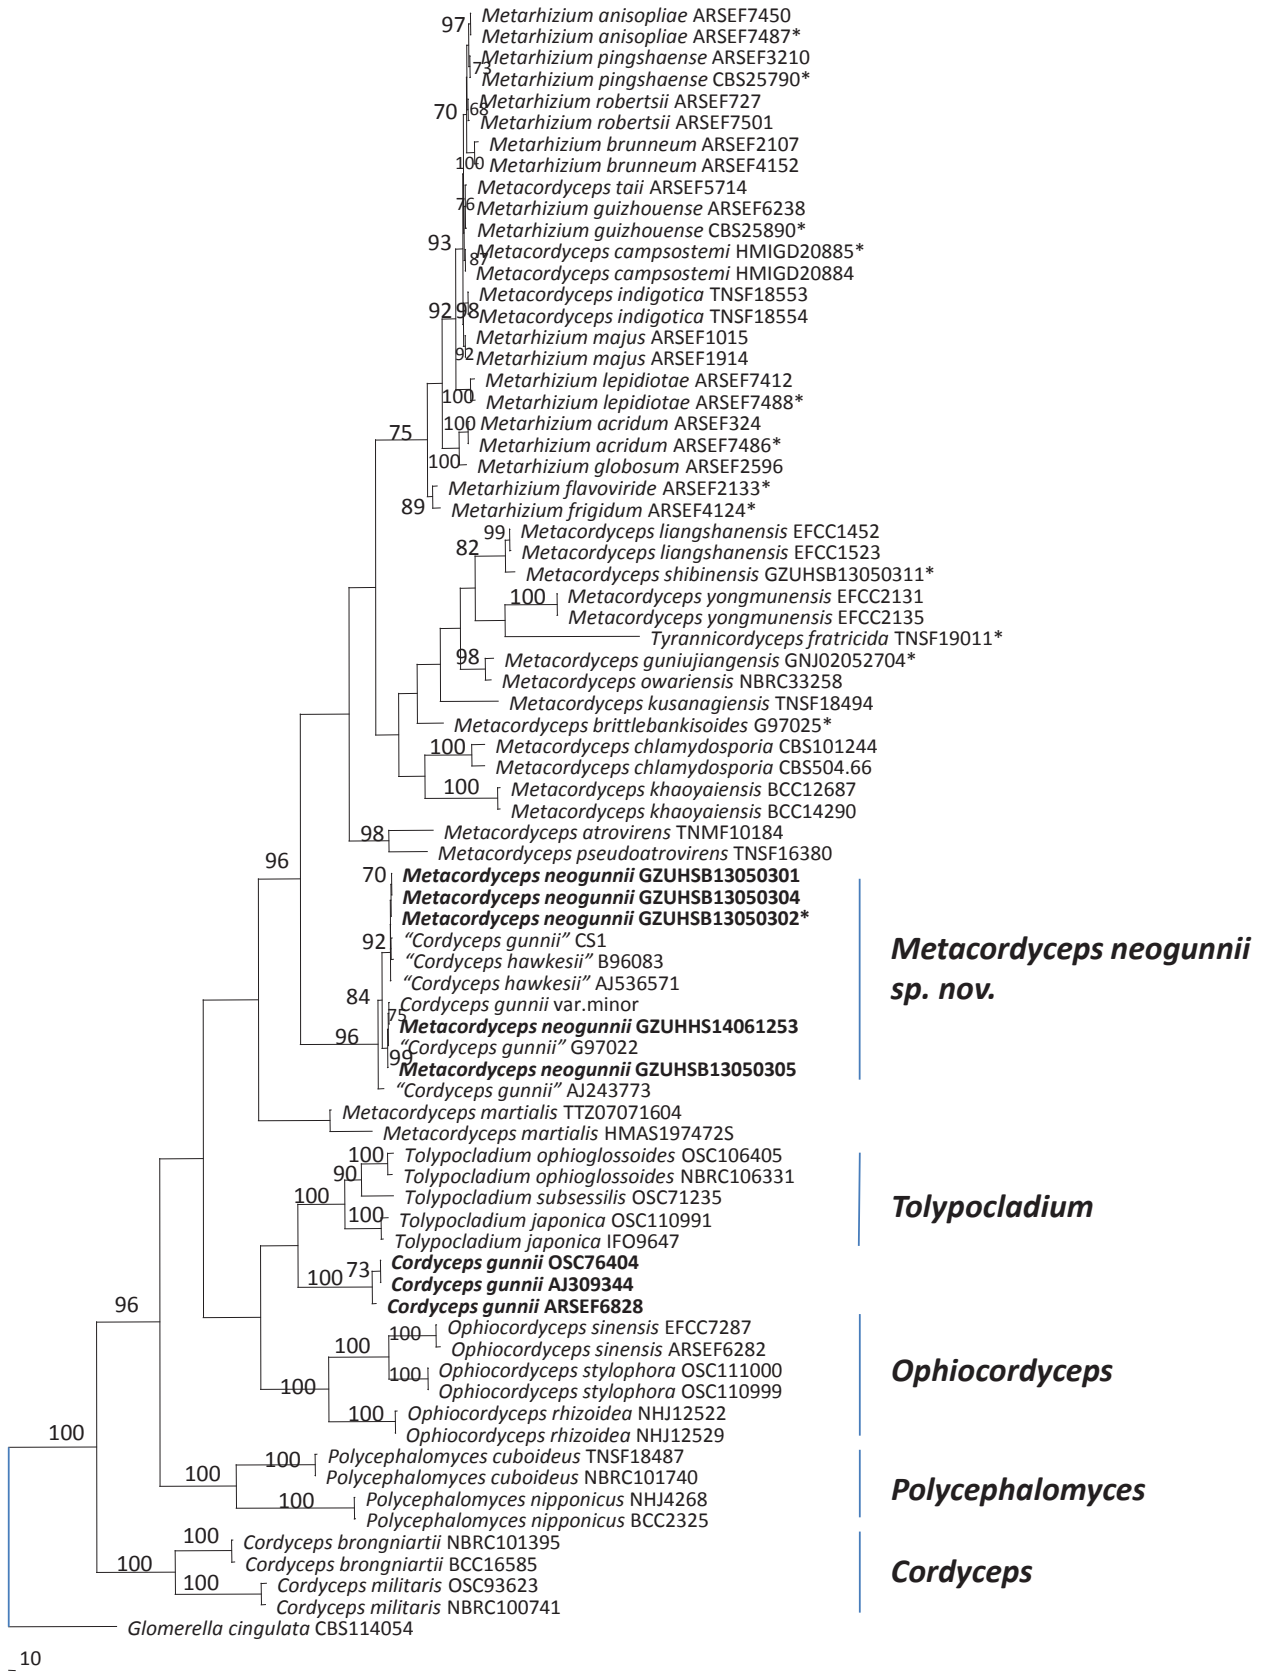 97
Metarhizium anisopliae ARSEF7450
Metarhizium anisopliae ARSEF7487*
Metarhizium pingshaense ARSEF3210
73
Metarhizium pingshaense CBS25790*
Metarhizium robertsii ARSEF727
70
68
Metarhizium robertsii ARSEF7501
Metarhizium brunneum ARSEF2107
100
Metarhizium brunneum ARSEF4152
Metacordyceps taii ARSEF5714
76
Metarhizium guizhouense ARSEF6238
Metarhizium guizhouense CBS25890*
93
Metacordyceps campsostemi HMIGD20885*
87
Metacordyceps campsostemi HMIGD20884
Metacordyceps indigotica TNSF18553
92
98
Metacordyceps indigotica TNSF18554
Metarhizium majus ARSEF1015
92
Metarhizium majus ARSEF1914
Metarhizium lepidiotae ARSEF7412
100
Metarhizium lepidiotae ARSEF7488*
100
Metarhizium acridum ARSEF324
75
Metarhizium acridum ARSEF7486*
100
Metarhizium globosum ARSEF2596
Metarhizium flavoviride ARSEF2133*
89
Metarhizium frigidum ARSEF4124*
99
Metacordyceps liangshanensis EFCC1452
82
Metacordyceps liangshanensis EFCC1523
Metacordyceps shibinensis GZUHSB13050311*
100
Metacordyceps yongmunensis EFCC2131
Metacordyceps yongmunensis EFCC2135
Tyrannicordyceps fratricida TNSF19011*
98
Metacordyceps guniujiangensis GNJ02052704*
Metacordyceps owariensis NBRC33258
Metacordyceps kusanagiensis TNSF18494
Metacordyceps brittlebankisoides G97025*
100
Metacordyceps chlamydosporia CBS101244
Metacordyceps chlamydosporia CBS504.66
100
Metacordyceps khaoyaiensis BCC12687
Metacordyceps khaoyaiensis BCC14290
98
Metacordyceps atrovirens TNMF10184
Metacordyceps pseudoatrovirens TNSF16380
96
70
Metacordyceps neogunnii GZUHSB13050301
Metacordyceps neogunnii GZUHSB13050304
Metacordyceps neogunnii GZUHSB13050302*
92
“Cordyceps gunnii” CS1
“Cordyceps hawkesii” B96083
“Cordyceps hawkesii” AJ536571
84
Cordyceps gunnii var.minor
75
Metacordyceps neogunnii GZUHHS14061253
96
“Cordyceps gunnii” G97022
99
Metacordyceps neogunnii GZUHSB13050305
“Cordyceps gunnii” AJ243773
Metacordyceps neogunnii
sp. nov.
Metacordyceps martialis TTZ07071604
Metacordyceps martialis HMAS197472S
100
Tolypocladium ophioglossoides OSC106405
90
Tolypocladium ophioglossoides NBRC106331
100
Tolypocladium subsessilis OSC71235
100
Tolypocladium japonica OSC110991
Tolypocladium japonica IFO9647
Tolypocladium
Cordyceps gunnii OSC76404
100
73
Cordyceps gunnii AJ309344
Cordyceps gunnii ARSEF6828
96
Ophiocordyceps sinensis EFCC7287
100
100
Ophiocordyceps sinensis ARSEF6282
100
Ophiocordyceps stylophora OSC111000
100
Ophiocordyceps stylophora OSC110999
100
Ophiocordyceps rhizoidea NHJ12522
Ophiocordyceps rhizoidea NHJ12529
Ophiocordyceps
100
100
Polycephalomyces cuboideus TNSF18487
100
Polycephalomyces cuboideus NBRC101740
100
Polycephalomyces nipponicus NHJ4268
Polycephalomyces nipponicus BCC2325
Polycephalomyces
100
Cordyceps brongniartii NBRC101395
100
Cordyceps brongniartii BCC16585
100
Cordyceps militaris OSC93623
Cordyceps militaris NBRC100741
Cordyceps
Glomerella cingulata CBS114054
10